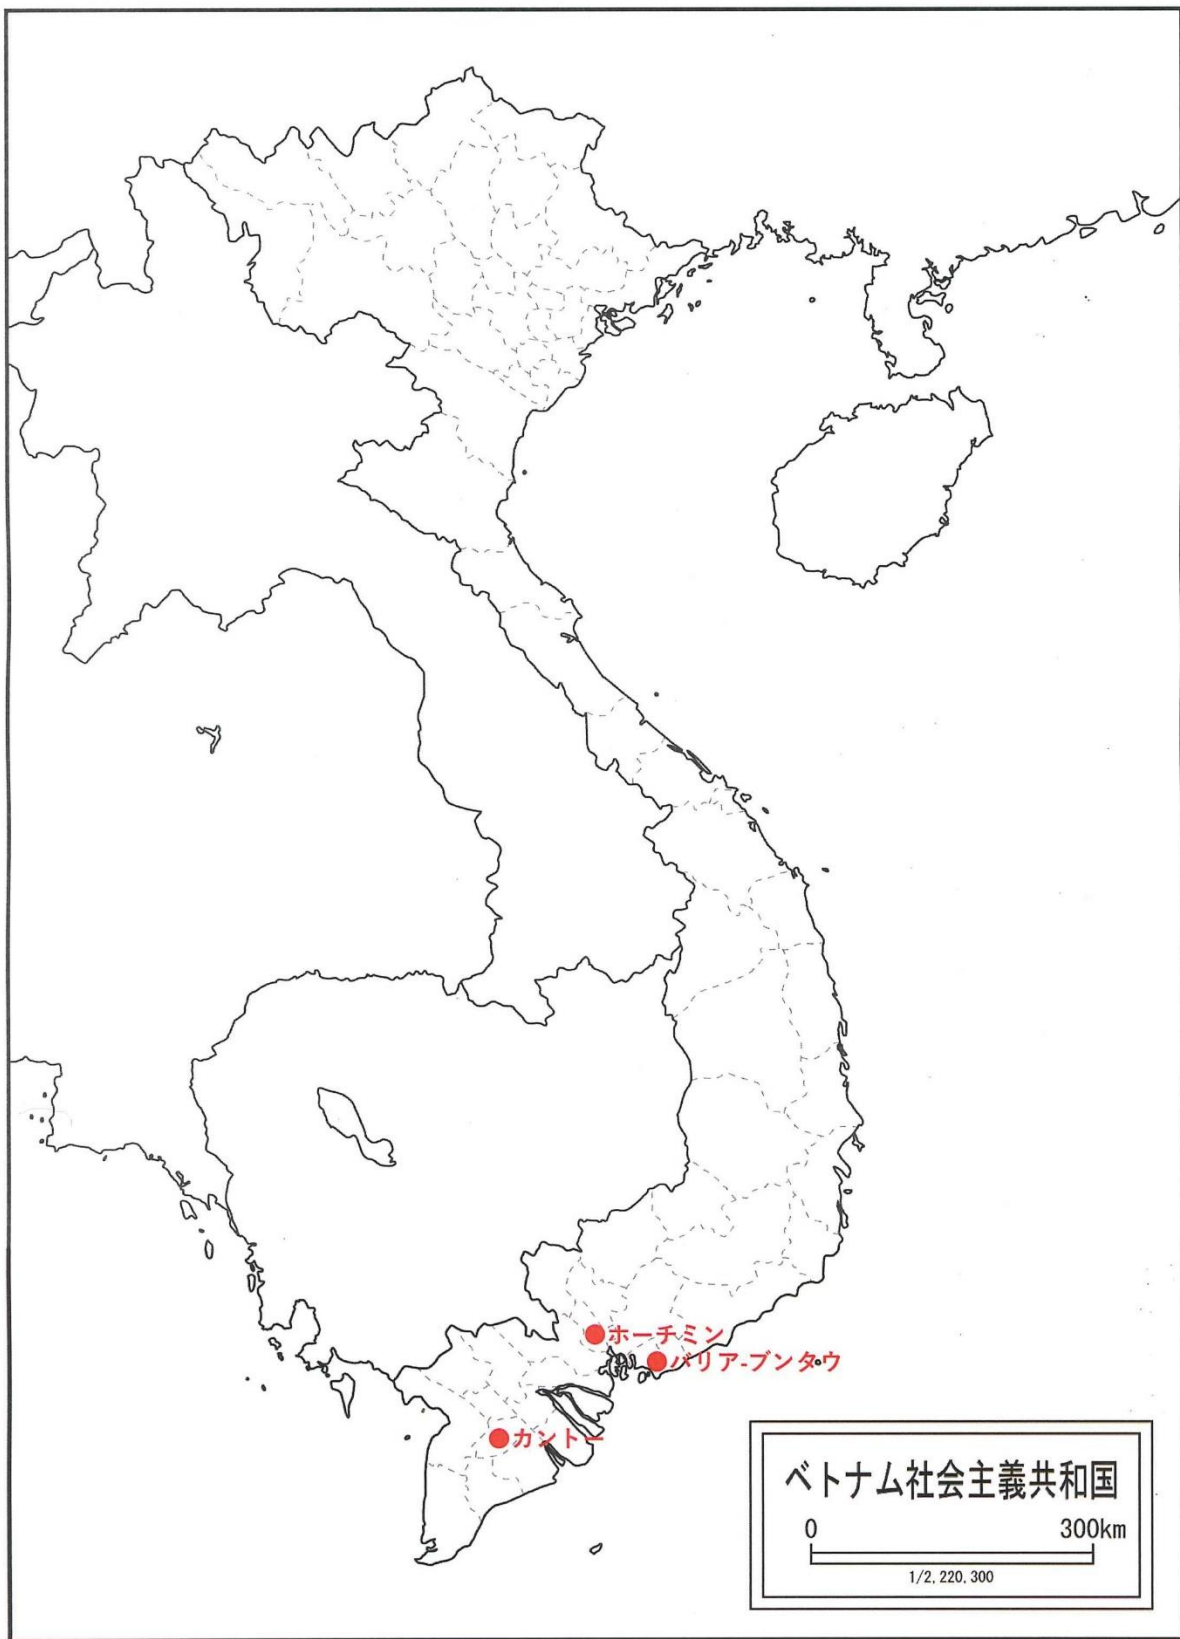 ホーチミン
バリア-ブンタウ
カントー
ベトナム社会主義共和国
0 300km
1/2,220,300